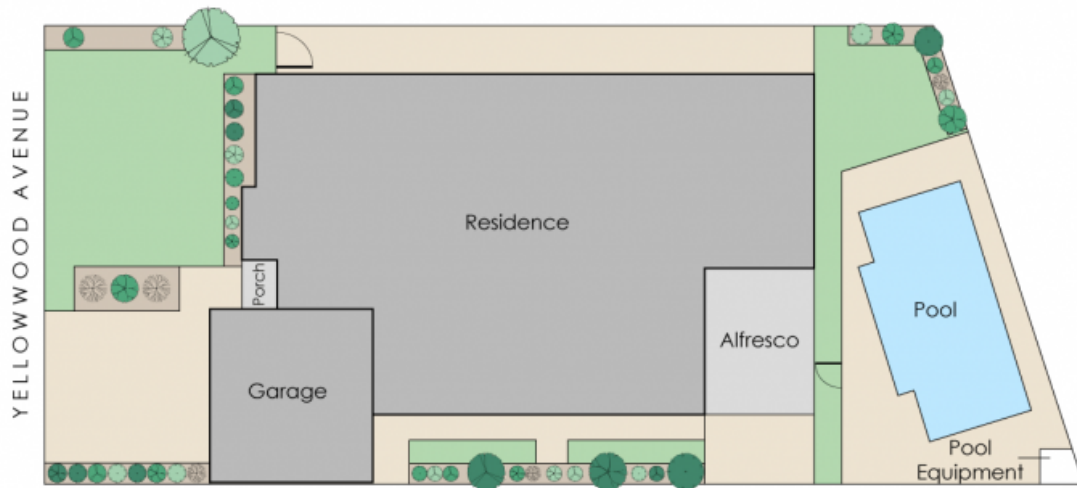 YELLOWWOOD AVENUE
Residence
Porch
Garage
Alfresco
Pool
Pool
Equipment